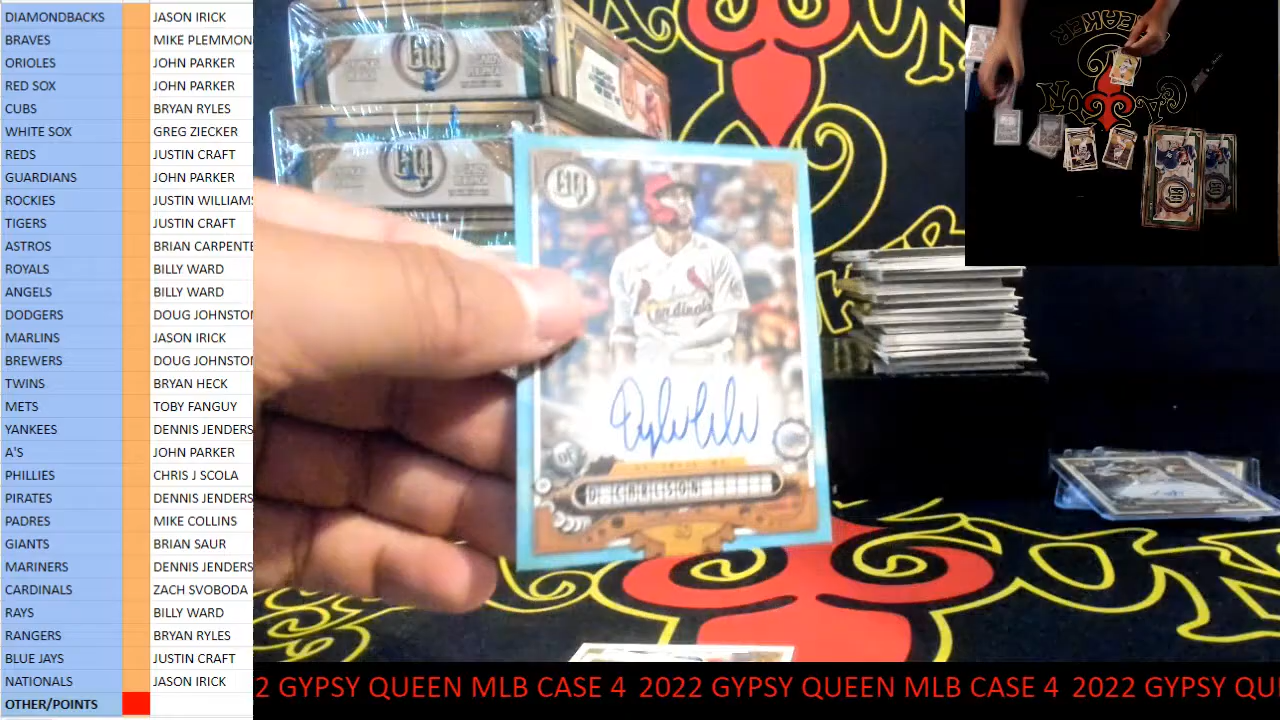 DIAMONDBACKS JASON IRICK
BRAVES MIKE PLEMMON
ORIOLES JOHN PARKER
RED SOX JOHN PARKER
CUBS BRYAN RYLES
WHITE SOX GREG ZIECKER
REDS JUSTIN CRAFT
GUARDIANS JOHN PARKER
ROCKIES JUSTIN WILLIAMS
TIGERS JUSTIN CRAFT
ASTROS BRIAN CARPENTE
ROYALS BILLY WARD
ANGELS BILLY WARD
DODGERS DOUG JOHNSTON
MARLINS JASON IRICK
BREWERS DOUG JOHNSTON
TWINS BRYAN HECK
METS TOBY FANGUY
YANKEES DENNIS JENDERS
A'S JOHN PARKER
PHILLIES CHRIS J SCOLA
PIRATES DENNIS JENDERS
PADRES MIKE COLLINS
GIANTS BRIAN SAUR
MARINERS DENNIS JENDERS
CARDINALS ZACH SVOBODA
RAYS BILLY WARD
RANGERS BRYAN RYLES
BLUE JAYS JUSTIN CRAFT
NATIONALS JASON IRICK
OTHER/POINTS
GQ
GQ
GQ
Cardinals
D. CARLSON
2 GYPSY QUEEN MLB CASE 4 2022 GYPSY QUEEN MLB CASE 4 2022 GYPSY QU